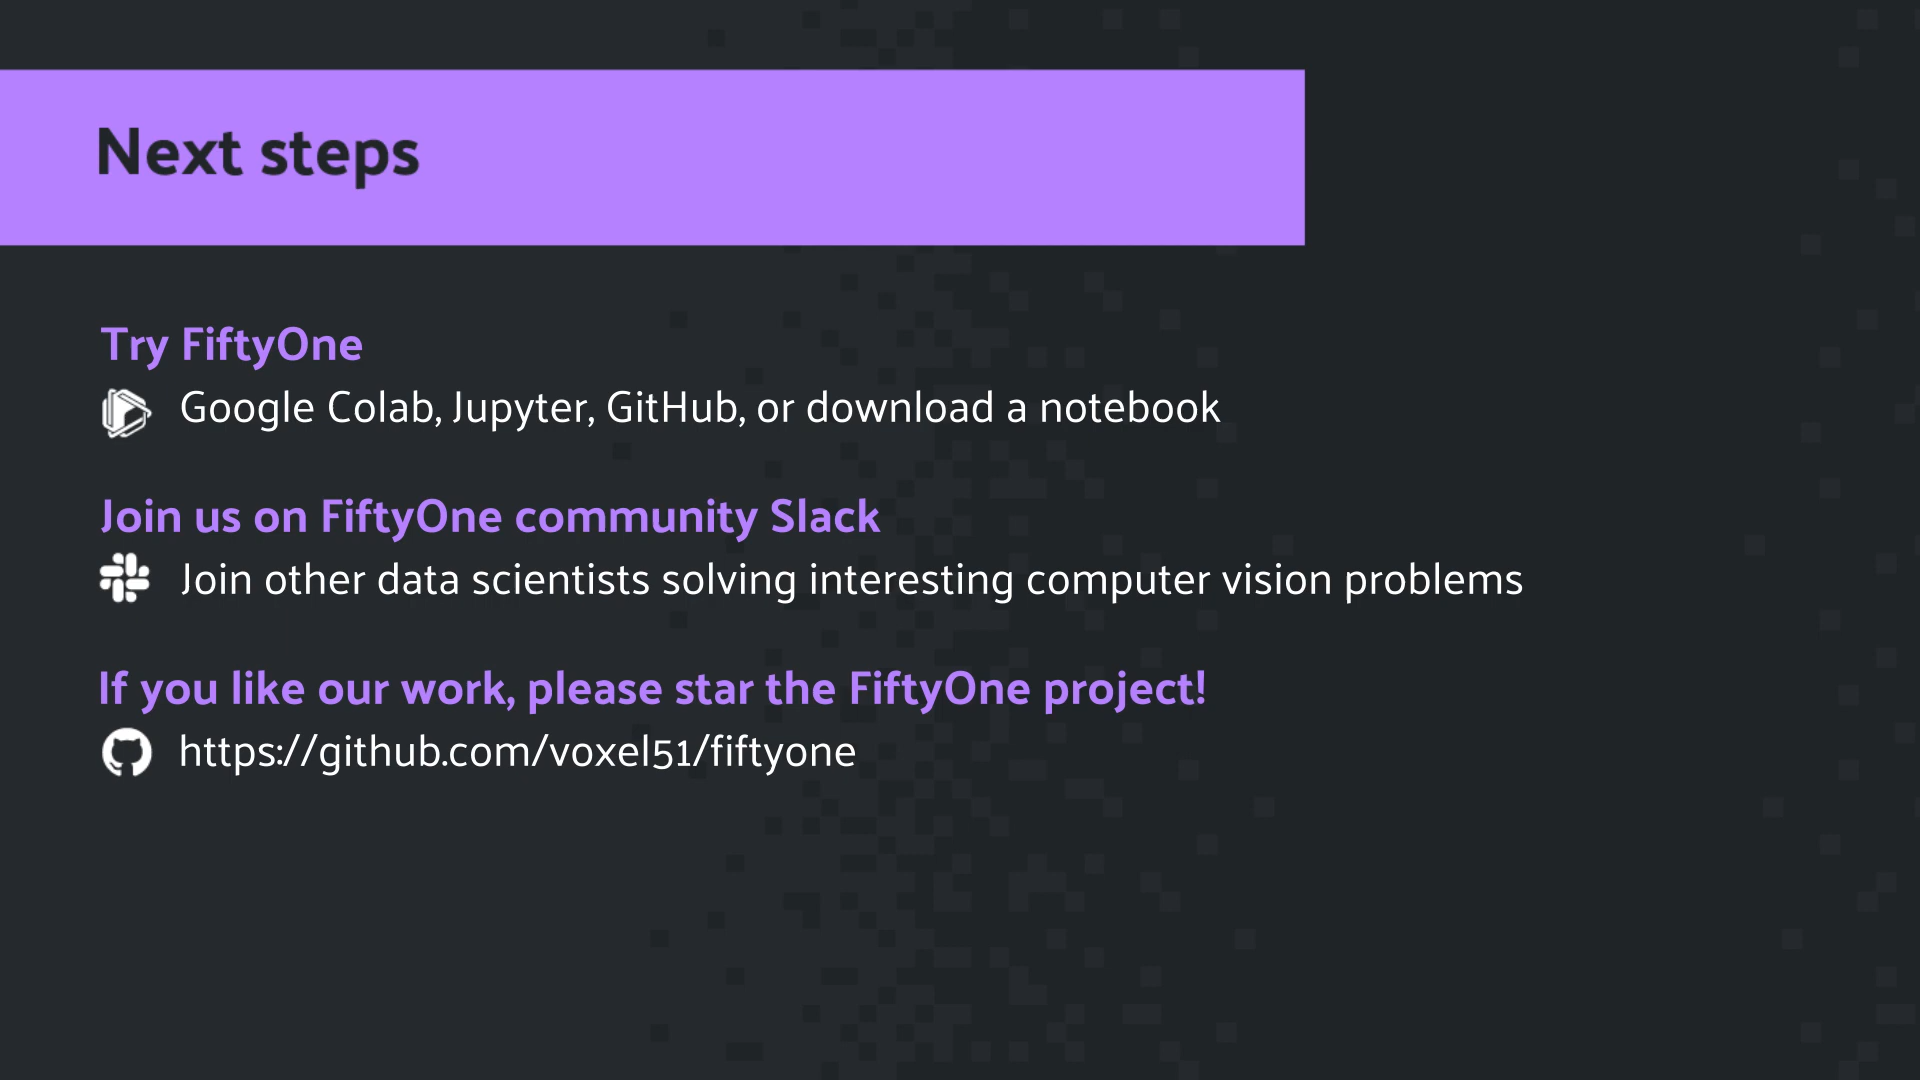 Next steps
Try FiftyOne
Google Colab, Jupyter, GitHub, or download a notebook
Join us on FiftyOne community Slack
Join other data scientists solving interesting computer vision problems
If you like our work, please star the FiftyOne project!
https://github.com/voxel51/fiftyone